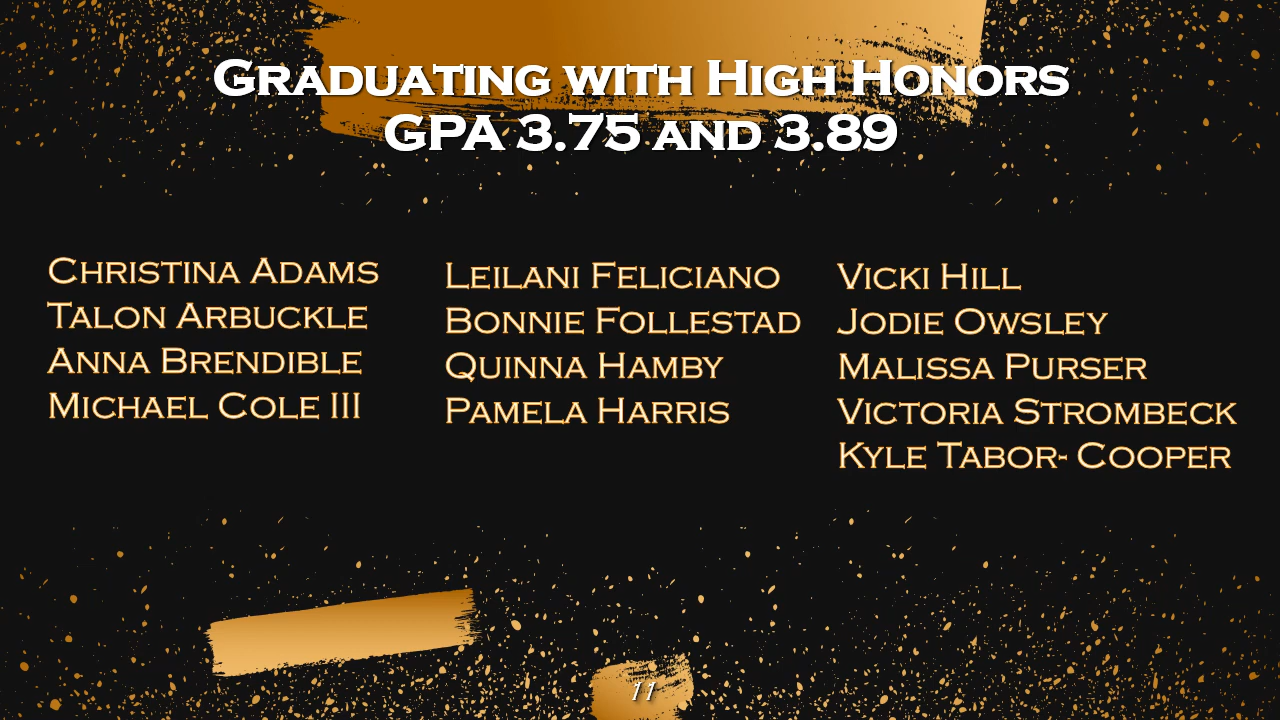 Graduating with High Honors
GPA 3.75 and 3.89
Christina Adams
Talon Arbuckle
Anna Brendible
Michael Cole III
Leilani Feliciano
Bonnie Follestad
Quinna Hamby
Pamela Harris
Vicki Hill
Jodie Owsley
Malissa Purser
Victoria Strombeck
Kyle Tabor- Cooper
11